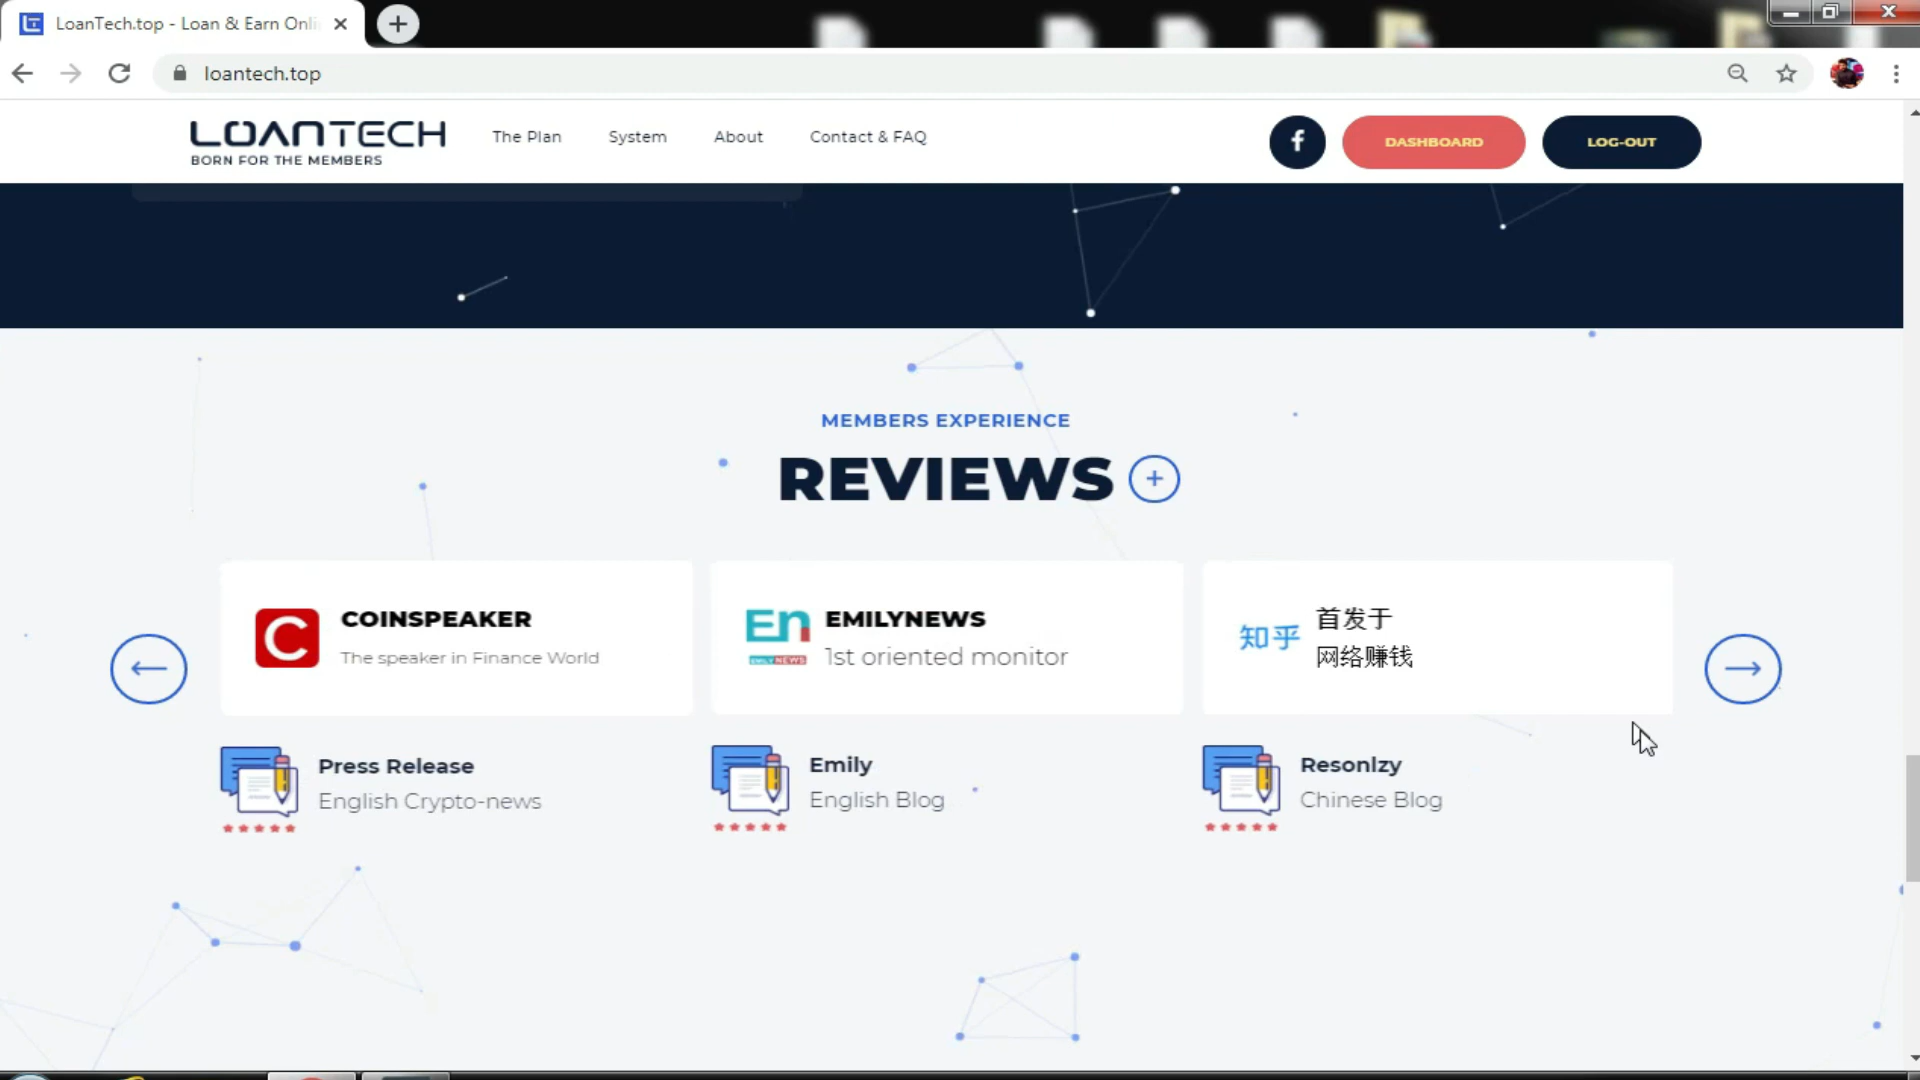 LoanTech.top - Loan & Earn Onli
loantech.top
LOANTECH
BORN FOR THE MEMBERS
The Plan
System
About
Contact & FAQ
DASHBOARD
LOG-OUT
MEMBERS EXPERIENCE
REVIEWS
COINSPEAKER
The speaker in Finance World
En
EMILY NEWS
EMILYNEWS
1st oriented monitor
知乎
首发于
网络赚钱
Press Release
English Crypto-news
Emily
English Blog
Resonlzy
Chinese Blog